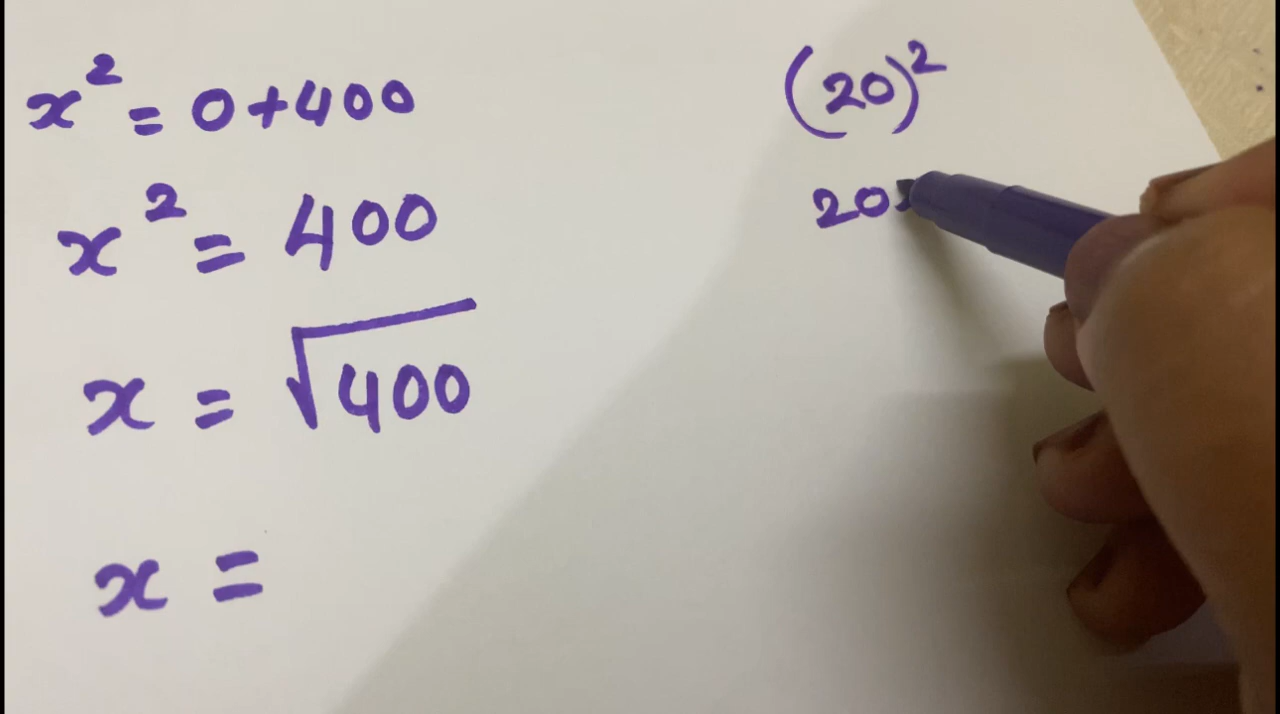 x² = 0+400
x² = 400
x = √400
x =
(20)²
20